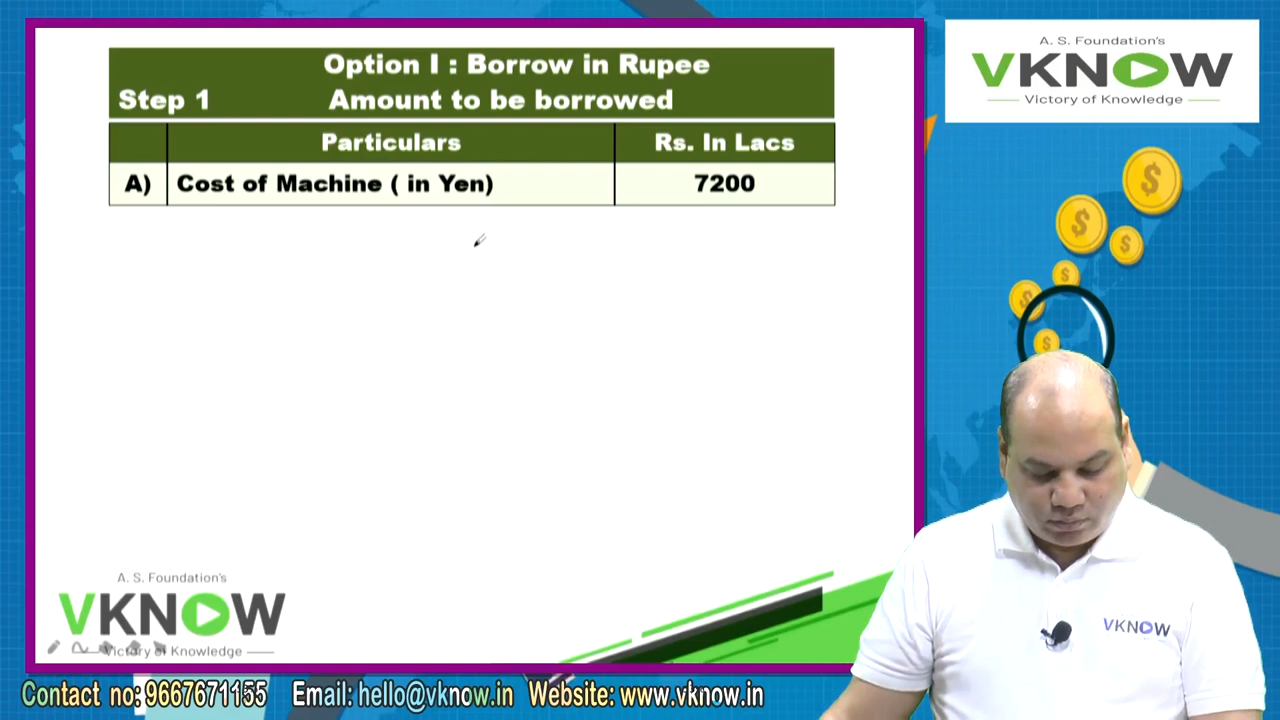 Option I : Borrow in Rupee
Step 1 Amount to be borrowed
Particulars Rs. In Lacs
A) Cost of Machine ( in Yen) 7200
A. S. Foundation's
VKNOW
Victory of Knowledge
A. S. Foundation's
VKNOW
Victory of Knowledge
VKNOW
Contact no: 9667671155 Email: hello@vknow.in Website: www.vknow.in